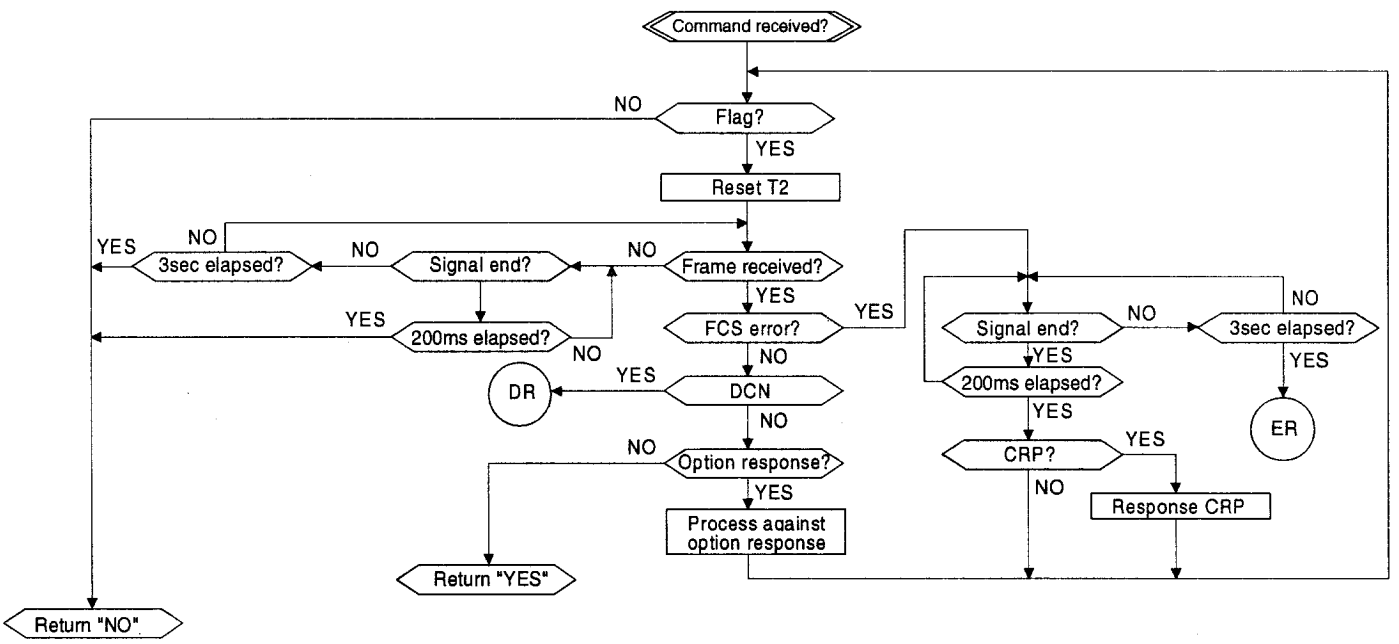 Command received?
NO
Flag?
YES
Reset T2
YES
NO
3sec elapsed?
NO
Signal end?
NO
Frame received?
YES
YES
200ms elapsed?
NO
FCS error?
YES
NO
Signal end?
NO
3sec elapsed?
NO
YES
YES
200ms elapsed?
YES
DR
YES
DCN
NO
ER
NO
Option response?
YES
CRP?
YES
NO
Response CRP
Process against
option response
Return "YES"
Return "NO"